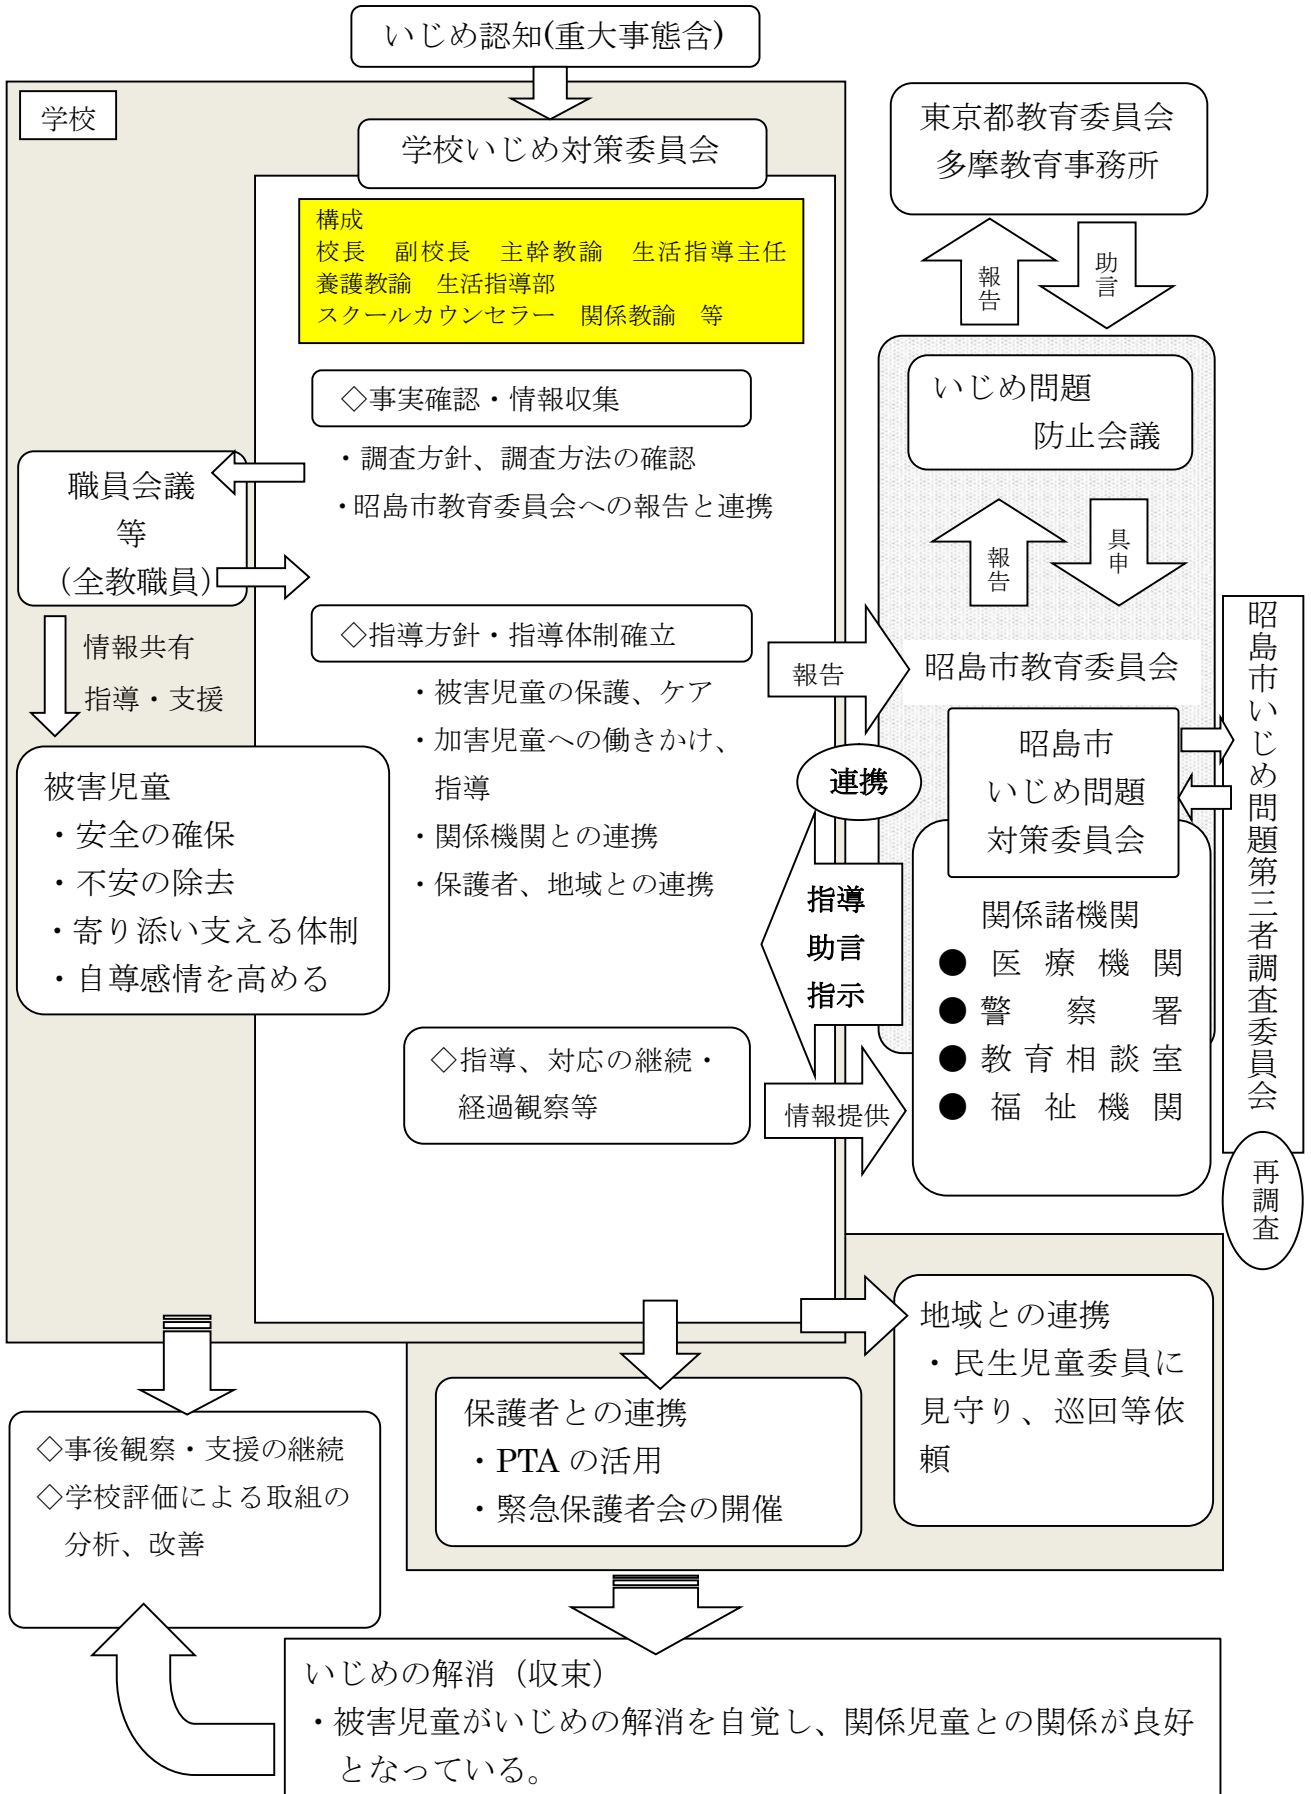 いじめ認知(重大事態含)
学校
学校いじめ対策委員会
構成
校長　副校長　主幹教諭　生活指導主任
養護教諭　生活指導部
スクールカウンセラー　関係教諭　等
◇事実確認・情報収集
・調査方針、調査方法の確認
・昭島市教育委員会への報告と連携
職員会議
等
（全教職員）
情報共有
指導・支援
◇指導方針・指導体制確立
・被害児童の保護、ケア
・加害児童への働きかけ、
指導
・関係機関との連携
・保護者、地域との連携
被害児童
・安全の確保
・不安の除去
・寄り添い支える体制
・自尊感情を高める
◇指導、対応の継続・
経過観察等
東京都教育委員会
多摩教育事務所
報告
助言
いじめ問題
防止会議
報告
具申
報告
昭島市教育委員会
昭島市
いじめ問題
対策委員会
連携
指導
助言
指示
情報提供
関係諸機関
●医療機関
●警察署
●教育相談室
●福祉機関
昭島市いじめ問題第三者調査委員会
再調査
地域との連携
・民生児童委員に
見守り、巡回等依
頼
保護者との連携
・PTA の活用
・緊急保護者会の開催
◇事後観察・支援の継続
◇学校評価による取組の
分析、改善
いじめの解消（収束）
・被害児童がいじめの解消を自覚し、関係児童との関係が良好
となっている。